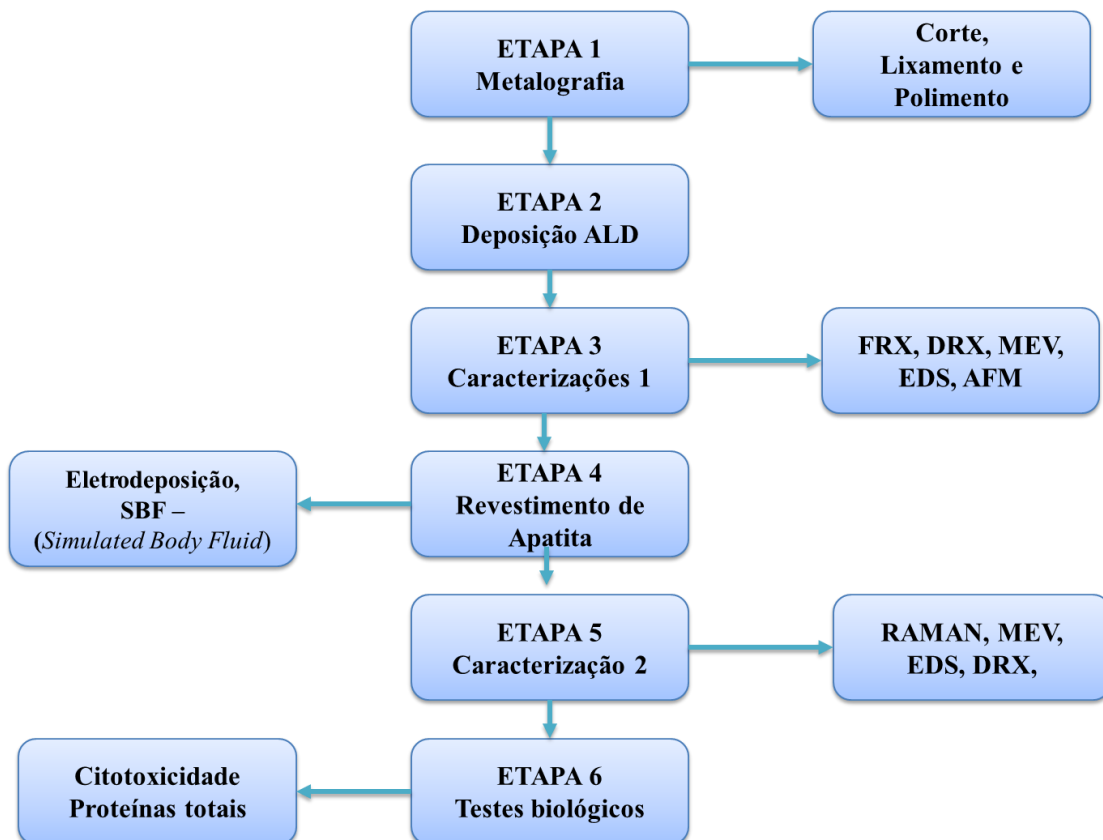 ETAPA 1
Metalografia
Corte,
Lixamento e
Polimento
ETAPA 2
Deposição ALD
ETAPA 3
Caracterizações 1
FRX, DRX, MEV,
EDS, AFM
ETAPA 4
Revestimento de
Apatita
Eletrodeposição,
SBF –
(Simulated Body Fluid)
ETAPA 5
Caracterização 2
RAMAN, MEV,
EDS, DRX,
ETAPA 6
Testes biológicos
Citotoxicidade
Proteínas totais